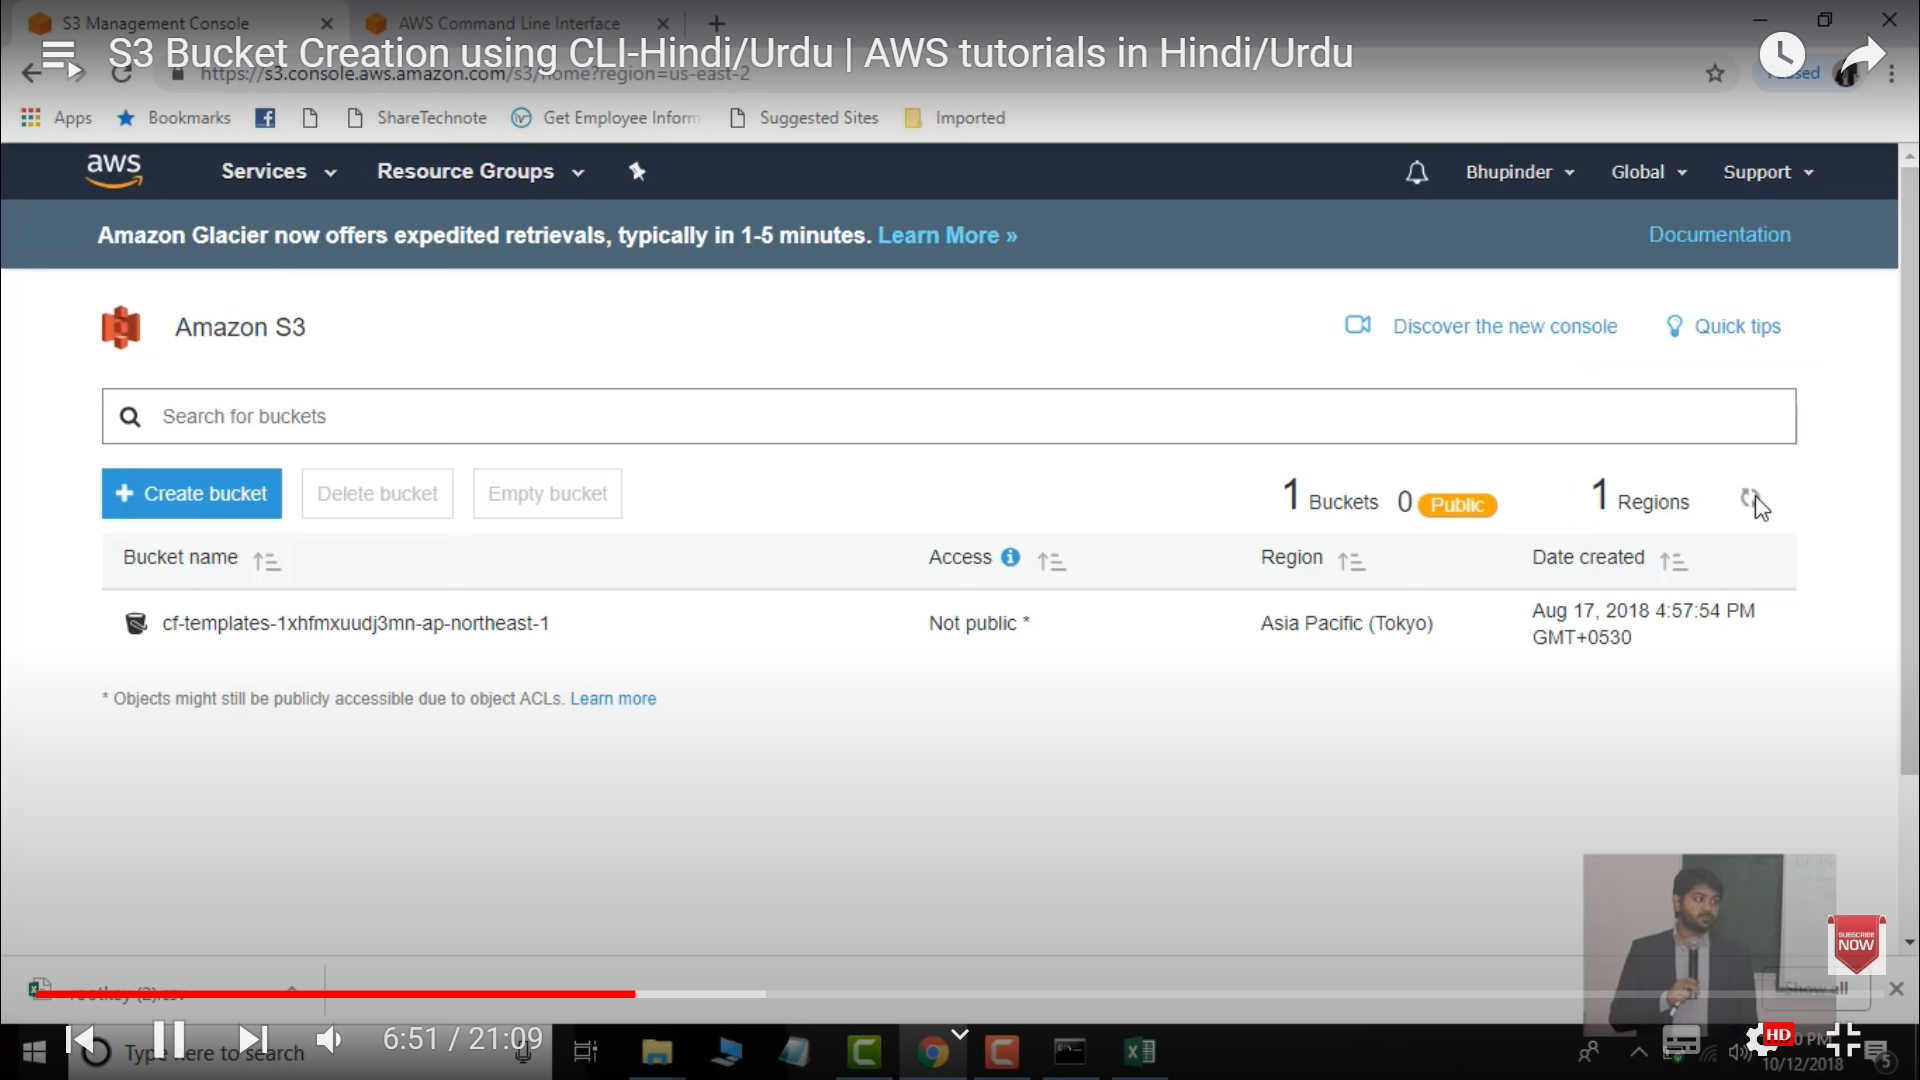 S3 Management Console
AWS Command Line Interface
S3 Bucket Creation using CLI-Hindi/Urdu | AWS tutorials in Hindi/Urdu
https://s3.console.aws.amazon.com/s3/home?region=us-east-2
Apps
Bookmarks
ShareTechnote
Get Employee Inform
Suggested Sites
Imported
aws
Services
Resource Groups
Bhupinder
Global
Support
Amazon Glacier now offers expedited retrievals, typically in 1-5 minutes. Learn More »
Documentation
Amazon S3
Discover the new console
Quick tips
Search for buckets
+ Create bucket
Delete bucket
Empty bucket
1 Buckets
0 Public
1 Regions
Bucket name
Access
Region
Date created
cf-templates-1xhfmxuudj3mn-ap-northeast-1
Not public *
Asia Pacific (Tokyo)
Aug 17, 2018 4:57:54 PM
GMT+0530
* Objects might still be publicly accessible due to object ACLs. Learn more
SUBSCRIBE
NOW
rootkey (2).csv
Show all
6:51 / 21:09
Type here to search
HD
PM
10/12/2018
5